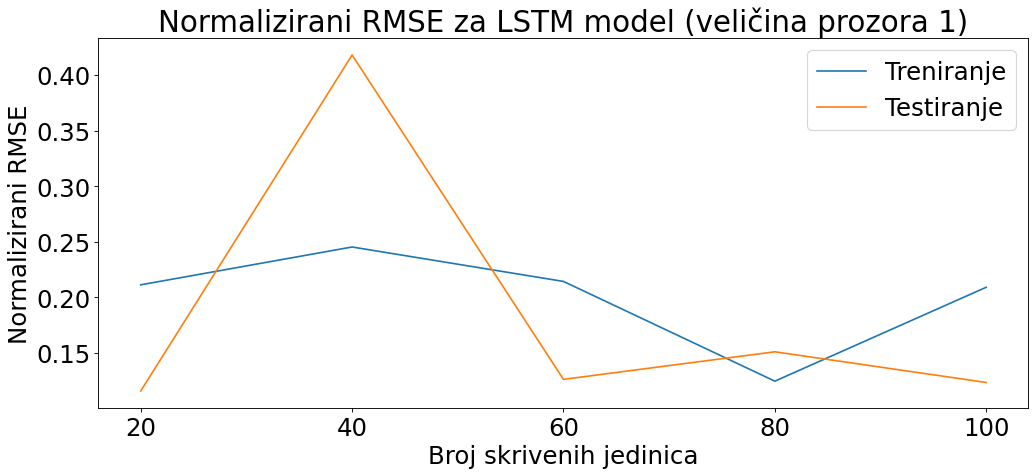 Normalizirani RMSE za LSTM model (veličina prozora 1)
Treniranje
Testiranje
Normalizirani RMSE
0.40
0.35
0.30
0.25
0.20
0.15
20 40 60 80 100
Broj skrivenih jedinica